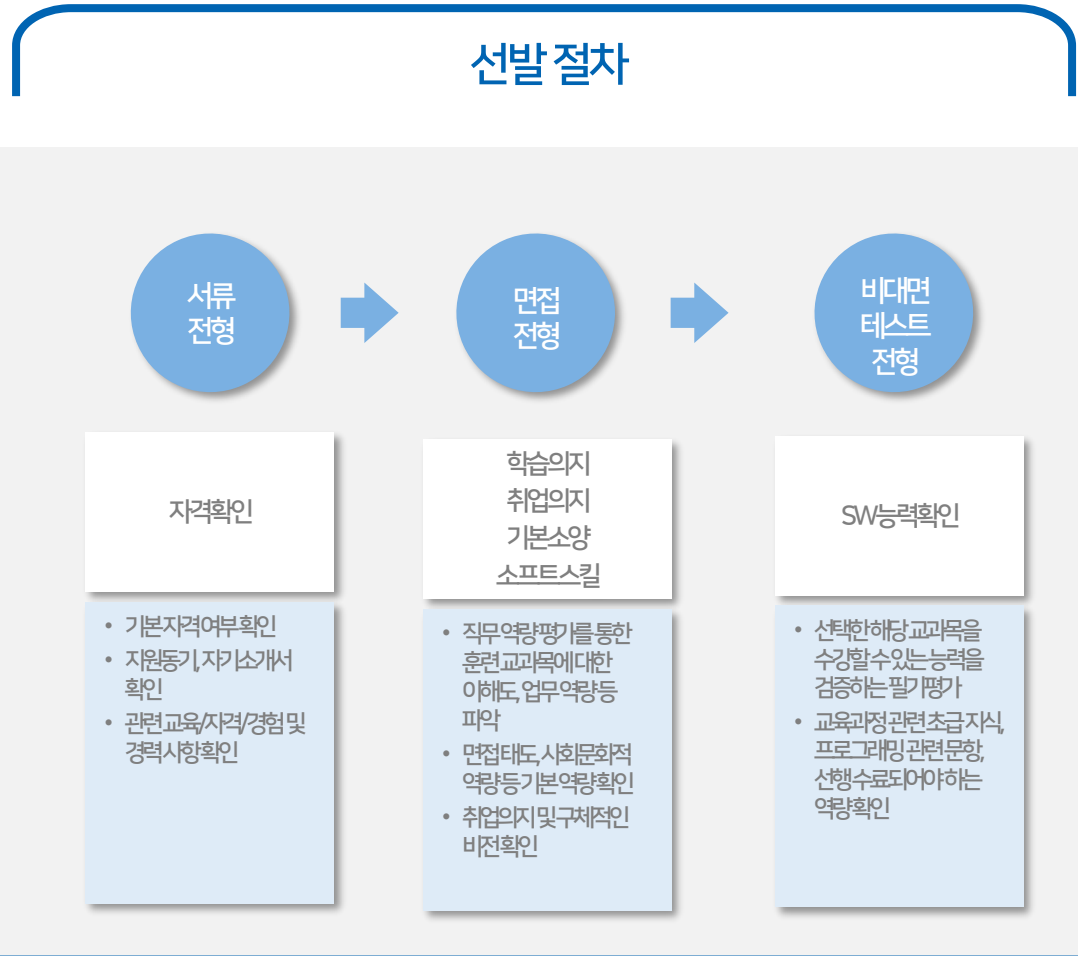 선발 절차
서류
전형
면접
전형
비대면
테스트
전형
자격확인
학습의지
취업의지
기본소양
소프트스킬
SW능력확인
• 기본자격여부확인
• 지원동기, 자기소개서
확인
• 관련교육/자격/경험 및
경력사항확인
• 직무역량평가를 통한
훈련교과목에 대한
이해도, 업무역량 등
파악
• 면접태도, 사회문화적
역량 등 기본역량확인
• 취업의지 및 구체적인
비전확인
• 선택한 해당 교과목을
수강할 수 있는 능력을
검증하는 필기평가
• 교육과정 관련 초급 지식,
프로그래밍 관련 문항,
선행 수료되어야 하는
역량확인